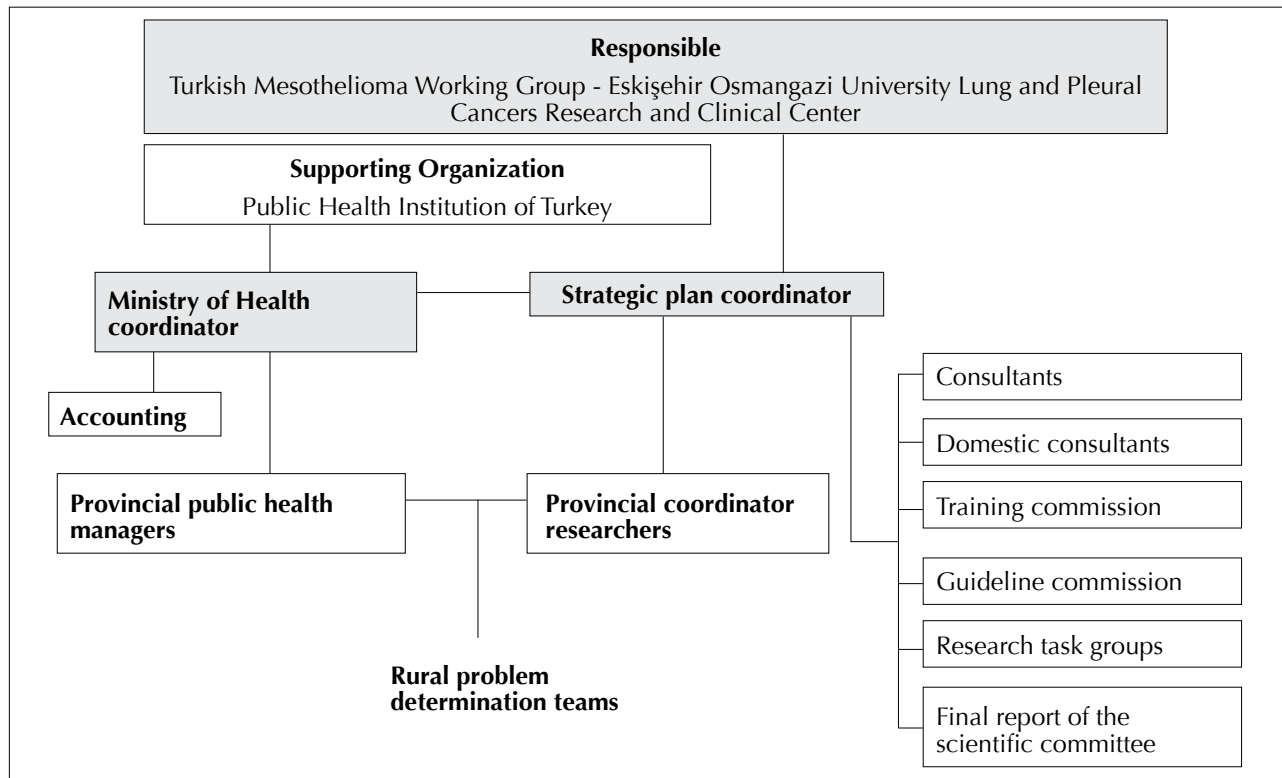 Responsible
Turkish Mesothelioma Working Group - Eskişehir Osmangazi University Lung and Pleural
Cancers Research and Clinical Center
Supporting Organization
Public Health Institution of Turkey
Ministry of Health
coordinator
Strategic plan coordinator
Accounting
Provincial public health
managers
Provincial coordinator
researchers
Rural problem
determination teams
Consultants
Domestic consultants
Training commission
Guideline commission
Research task groups
Final report of the
scientific committee